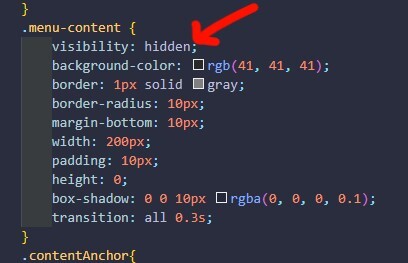 }
.menu-content {
visibility: hidden;
background-color: rgb(41, 41, 41);
border: 1px solid gray;
border-radius: 10px;
margin-bottom: 10px;
width: 200px;
padding: 10px;
height: 0;
box-shadow: 0 0 10px rgba(0, 0, 0, 0.1);
transition: all 0.3s;
}
.contentAnchor{